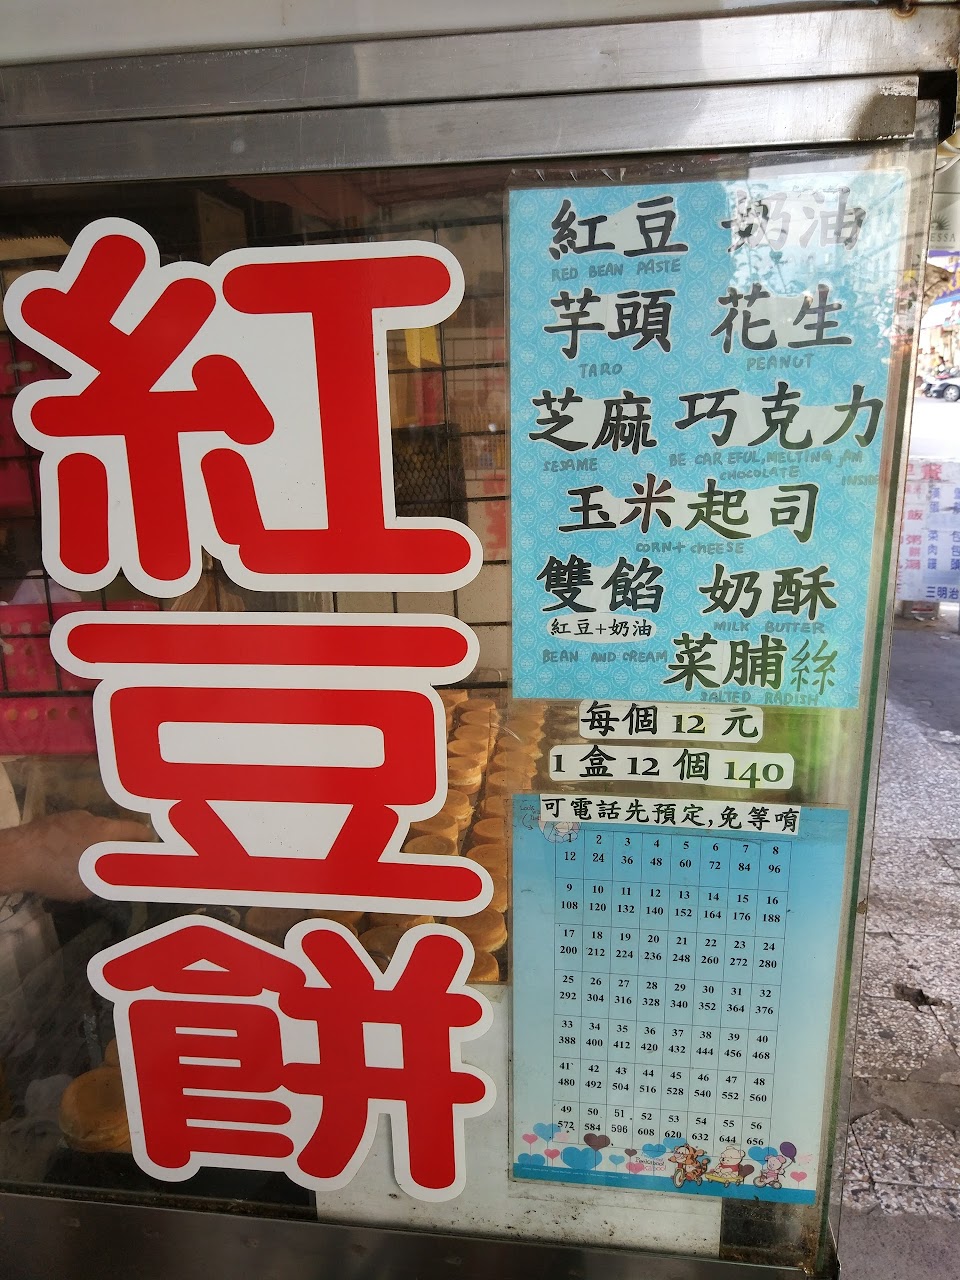 紅豆餅
紅豆 奶油
RED BEAN PASTE
芋頭 花生
TARO PEANUT
芝麻 巧克力
SESAME BE CAREFUL, MELTING JAM INSIDE
CHOCOLATE
玉米起司
CORN+ CHEESE
雙餡 奶酥
紅豆+奶油 MILK BUTTER
BEAN AND CREAM 菜脯絲
SALTED RADISH
每個 12 元
1 盒 12 個 140
可電話先預定,免等唷
1 2 3 4 5 6 7 8
12 24 36 48 60 72 84 96
9 10 11 12 13 14 15 16
108 120 132 140 152 164 176 188
17 18 19 20 21 22 23 24
200 212 224 236 248 260 272 280
25 26 27 28 29 30 31 32
292 304 316 328 340 352 364 376
33 34 35 36 37 38 39 40
388 400 412 420 432 444 456 468
41 42 43 44 45 46 47 48
480 492 504 516 528 540 552 560
49 50 51 52 53 54 55 56
572 584 596 608 620 632 644 656
三明治